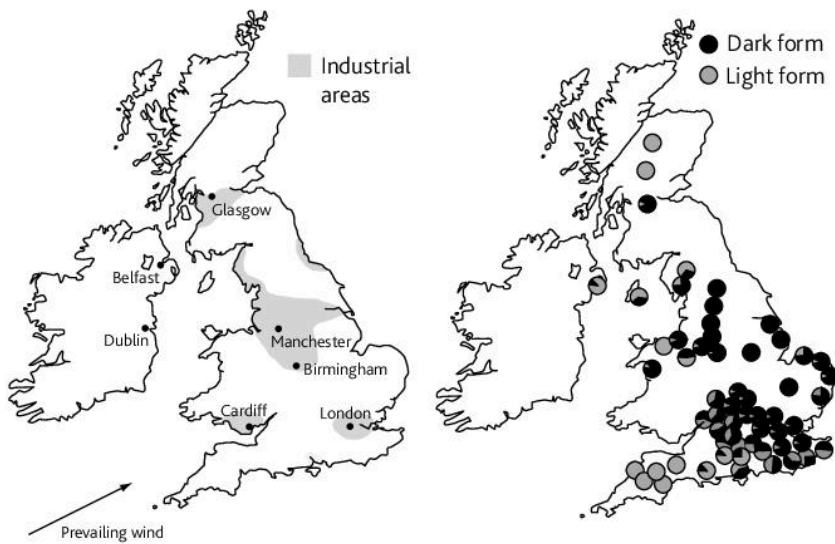 Industrial
areas
Glasgow
Belfast
Dublin
Manchester
Birmingham
Cardiff
London
Prevailing wind
Dark form
Light form